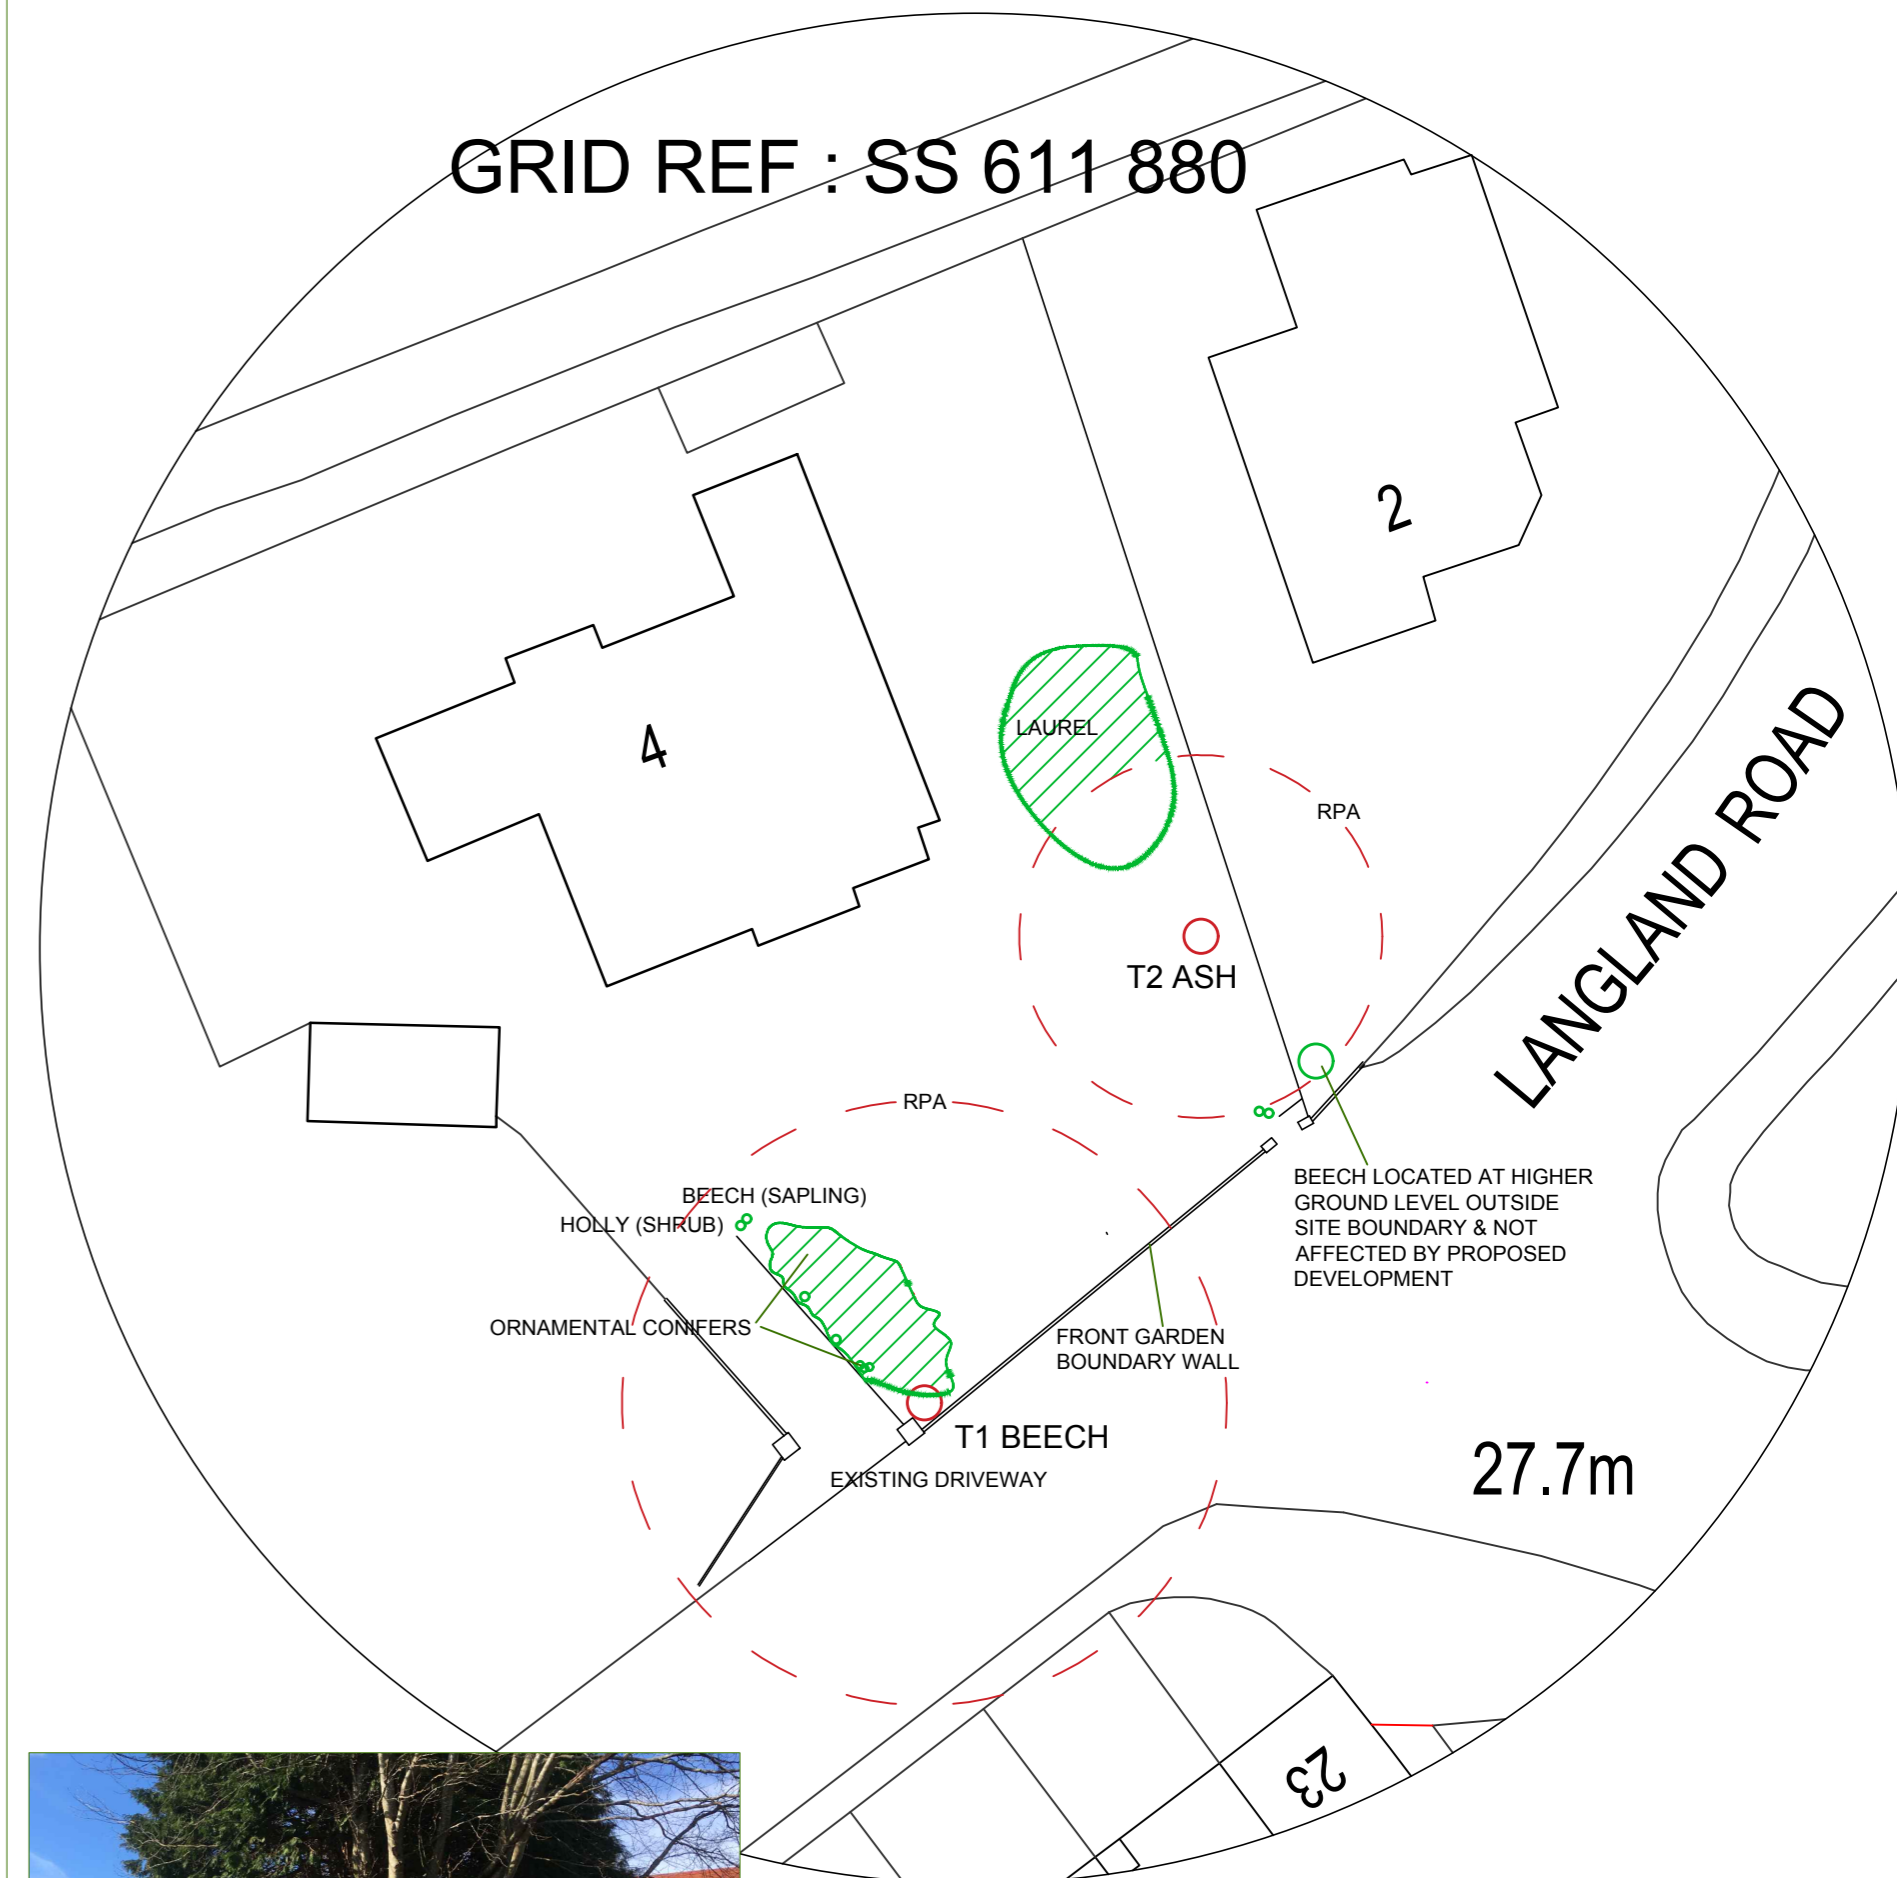 GRID REF : SS 611 880
2
4
LAUREL
RPA
LANGLAND ROAD
T2 ASH
RPA
BEECH (SAPLING)
HOLLY (SHRUB)
BEECH LOCATED AT HIGHER
GROUND LEVEL OUTSIDE
SITE BOUNDARY & NOT
AFFECTED BY PROPOSED
DEVELOPMENT
ORNAMENTAL CONIFERS
FRONT GARDEN
BOUNDARY WALL
T1 BEECH
EXISTING DRIVEWAY
27.7m
23